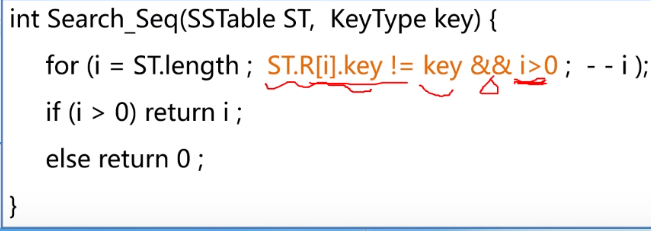 int Search_Seq(SSTable ST, KeyType key) {
for (i = ST.length ; ST.R[i].key != key && i>0 ; - - i );
if (i > 0) return i ;
else return 0 ;
}